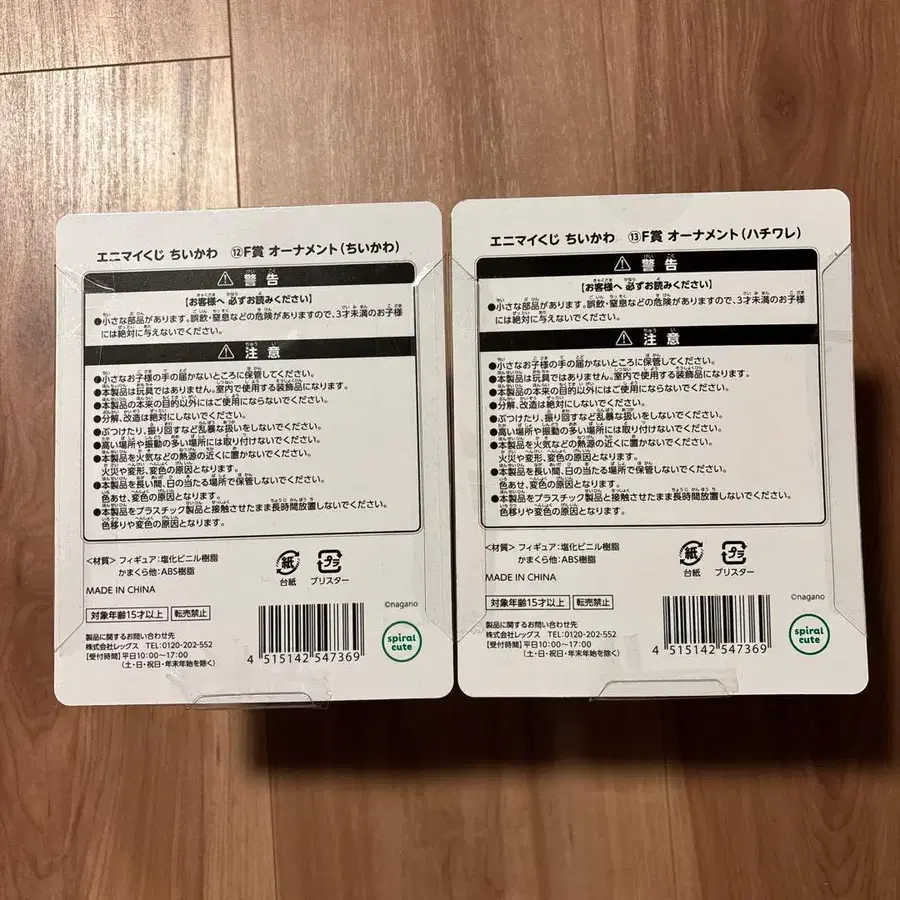 エニマイくじ ちいかわ ⑫F賞 オーナメント(ちいかわ)
⚠ 警告
【お客様へ 必ずお読みください】
●小さな部品があります。誤飲・窒息などの危険がありますので、3才未満のお子様
には絶対に与えないでください。
⚠ 注意
●小さなお子様の手の届かないところに保管してください。
●本製品は玩具ではありません。室内で使用する装飾品になります。
●本製品の本来の目的以外にはご使用にならないでください。
●分解、改造は絶対にしないでください。
●ぶつけたり、振り回すなど乱暴な扱いをしないでください。
●高い場所や振動の多い場所には取り付けないでください。
●本製品を火気などの熱源の近くに置かないでください。
火災や変形、変色の原因となります。
●本製品を長い間、日の当たる場所で保管しないでください。
色あせ、変色の原因となります。
●本製品をプラスチック製品と接触させたまま長時間放置しないでください。
色移りや変色の原因となります。
<材質> フィギュア:塩化ビニル樹脂
かまくら他:ABS樹脂
紙
台紙
プラ
ブリスター
MADE IN CHINA
©nagano
対象年齢15才以上 転売禁止
製品に関するお問い合わせ先
株式会社レッグス TEL:0120-202-552
【受付時間】平日10:00~17:00
(土・日・祝日・年末年始を除く)
4 515142 547369
spiral
cute
エニマイくじ ちいかわ ⑬F賞 オーナメント(ハチワレ)
⚠ 警告
【お客様へ 必ずお読みください】
●小さな部品があります。誤飲・窒息などの危険がありますので、3才未満のお子様
には絶対に与えないでください。
⚠ 注意
●小さなお子様の手の届かないところに保管してください。
●本製品は玩具ではありません。室内で使用する装飾品になります。
●本製品の本来の目的以外にはご使用にならないでください。
●分解、改造は絶対にしないでください。
●ぶつけたり、振り回すなど乱暴な扱いをしないでください。
●高い場所や振動の多い場所には取り付けないでください。
●本製品を火気などの熱源の近くに置かないでください。
火災や変形、変色の原因となります。
●本製品を長い間、日の当たる場所で保管しないでください。
色あせ、変色の原因となります。
●本製品をプラスチック製品と接触させたまま長時間放置しないでください。
色移りや変色の原因となります。
<材質> フィギュア:塩化ビニル樹脂
かまくら他:ABS樹脂
紙
台紙
プラ
ブリスター
MADE IN CHINA
©nagano
対象年齢15才以上 転売禁止
製品に関するお問い合わせ先
株式会社レッグス TEL:0120-202-552
【受付時間】平日10:00~17:00
(土・日・祝日・年末年始を除く)
4 515142 547369
spiral
cute